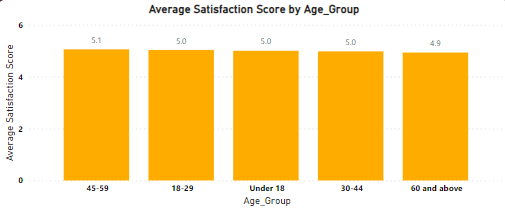 Average Satisfaction Score by Age_Group
Average Satisfaction Score
6
4
2
0
5.1
5.0
5.0
5.0
4.9
45-59
18-29
Under 18
30-44
60 and above
Age_Group